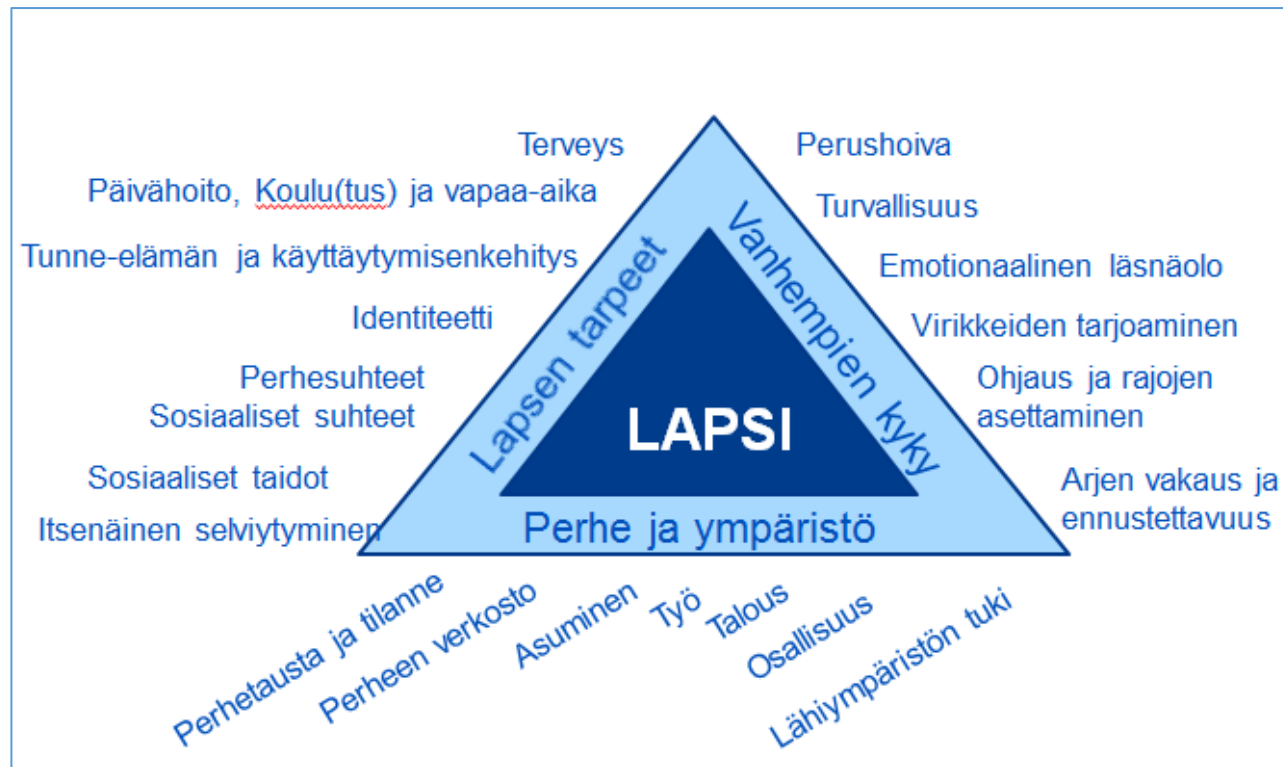 Terveys
Päivähoito, Koulu(tus) ja vapaa-aika
Tunne-elämän ja käyttäytymisenkehitys
Identiteetti
Perhesuhteet
Sosiaaliset suhteet
Sosiaaliset taidot
Itsenäinen selviytyminen
Lapsen tarpeet
LAPSI
Vanhempien kyky
Perushoiva
Turvallisuus
Emotionaalinen läsnäolo
Virikkeiden tarjoaminen
Ohjaus ja rajojen
asettaminen
Arjen vakaus ja
ennustettavuus
Perhe ja ympäristö
Perhetausta ja tilanne
Perheen verkosto
Asuminen
Työ
Talous
Osallisuus
Lähiympäristön tuki